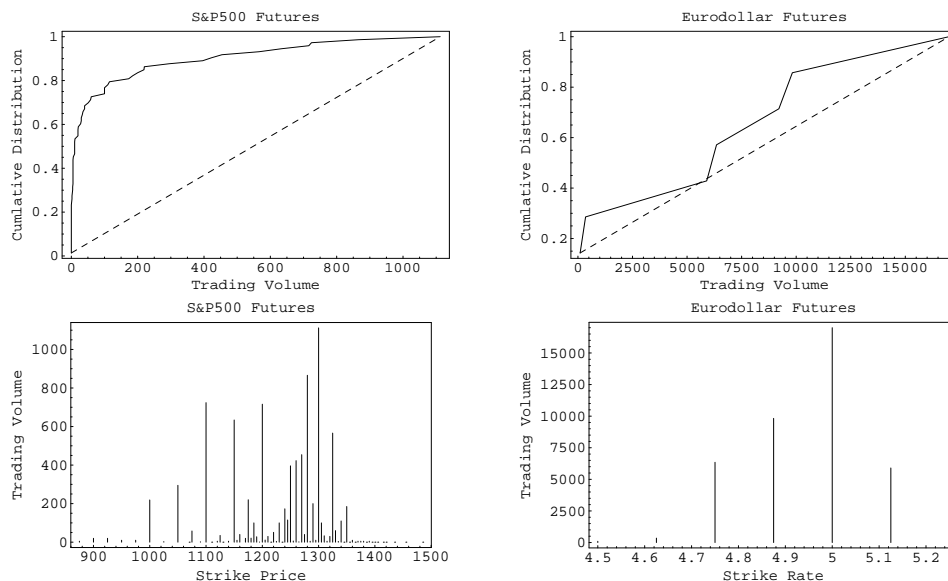 S&P500 Futures
Cumulative Distribution
1
0.8
0.6
0.4
0.2
0
0 200 400 600 800 1000
Trading Volume
Eurodollar Futures
Cumulative Distribution
1
0.8
0.6
0.4
0.2
0 2500 5000 7500 10000 12500 15000
Trading Volume
S&P500 Futures
Trading Volume
1000
800
600
400
200
0
900 1000 1100 1200 1300 1400 1500
Strike Price
Eurodollar Futures
Trading Volume
15000
12500
10000
7500
5000
2500
0
4.5 4.6 4.7 4.8 4.9 5 5.1 5.2
Strike Rate